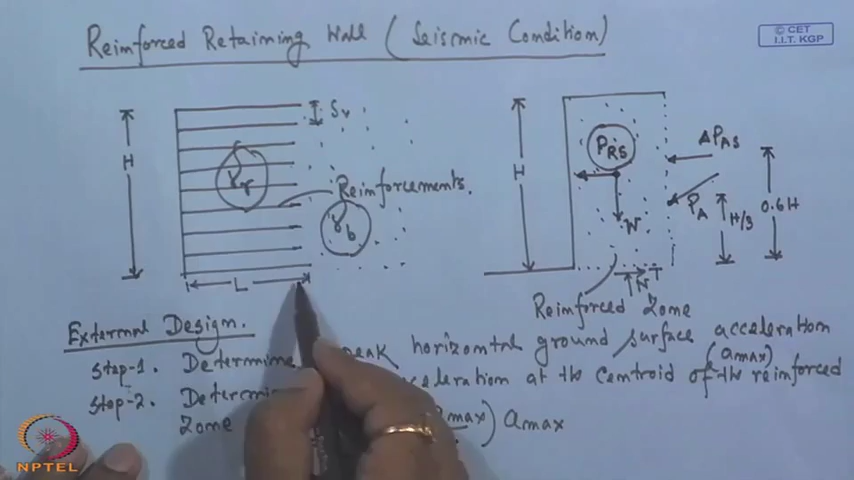 Reinforced Retaining Wall (Seismic Condition)
© CET
I.I.T. KGP
H
Sv
γr
Reinforcements.
γb
L
H
PRS
ΔPAS
PA
H/3
0.6H
W
T
N
Reinforced Zone
External Design.
Step-1. Determine peak horizontal ground surface acceleration
(amax)
Step-2. acceleration at the centroid of the reinforced
zone amax) amax
NPTEL